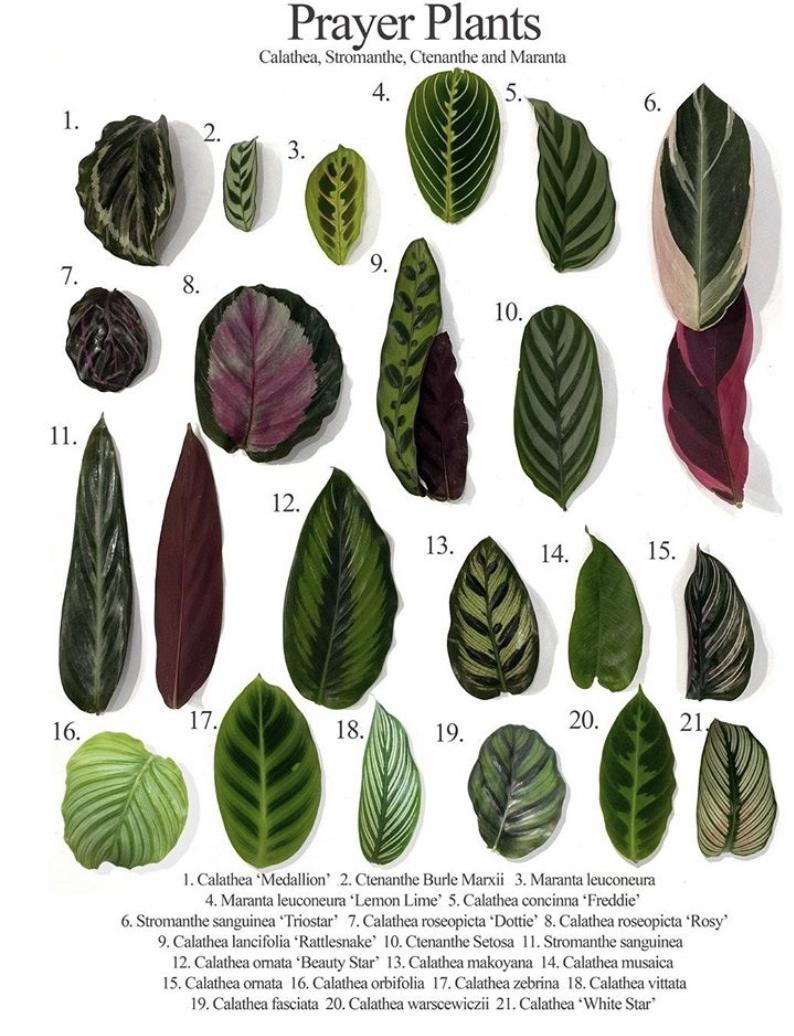 Prayer Plants
Calathea, Stromanthe, Ctenanthe and Maranta
1.
2.
3.
4.
5.
6.
7.
8.
9.
10.
11.
12.
13.
14.
15.
16.
17.
18.
19.
20.
21.
1. Calathea ‘Medallion’ 2. Ctenanthe Burle Marxii 3. Maranta leuconeura
4. Maranta leuconeura ‘Lemon Lime’ 5. Calathea concinna ‘Freddie’
6. Stromanthe sanguinea ‘Triostar’ 7. Calathea roseopicta ‘Dottie’ 8. Calathea roseopicta ‘Rosy’
9. Calathea lancifolia ‘Rattlesnake’ 10. Ctenanthe Setosa 11. Stromanthe sanguinea
12. Calathea ornata ‘Beauty Star’ 13. Calathea makoyana 14. Calathea musaica
15. Calathea ornata 16. Calathea orbifolia 17. Calathea zebrina 18. Calathea vittata
19. Calathea fasciata 20. Calathea warscewiczii 21. Calathea ‘White Star’